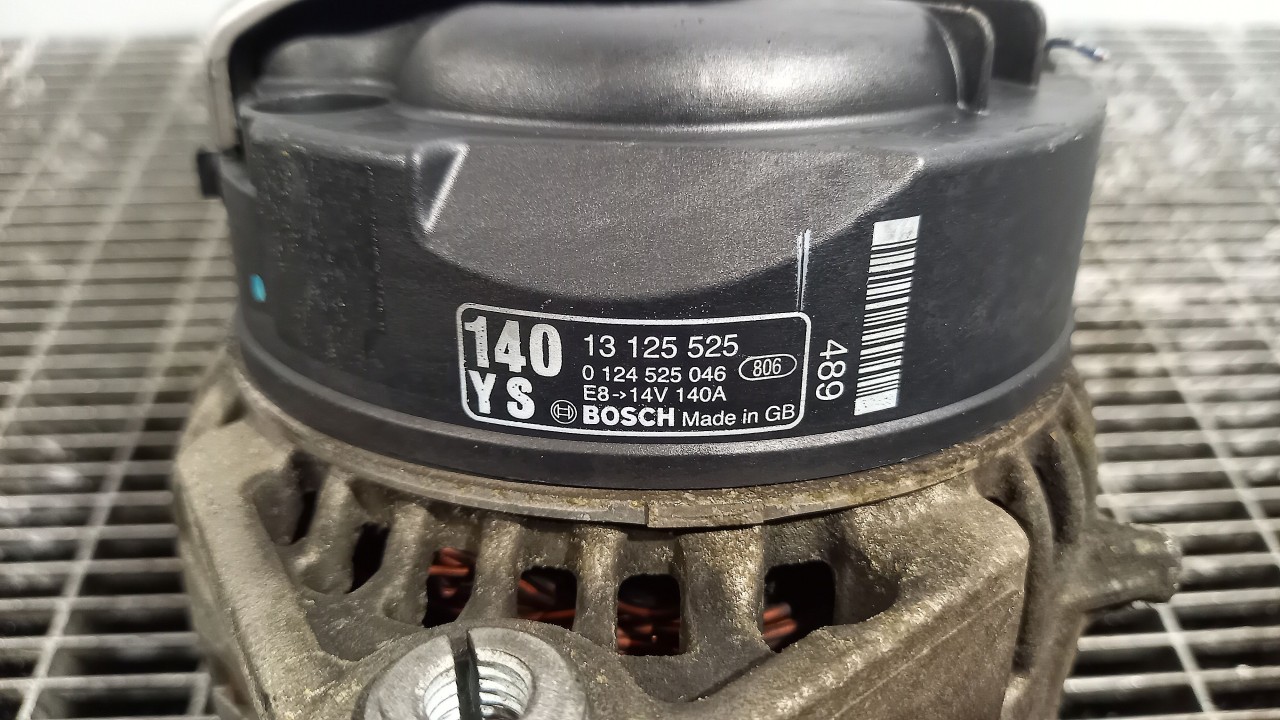 140
YS
13 125 525
0 124 525 046 806
E8->14V 140A
BOSCH Made in GB
489